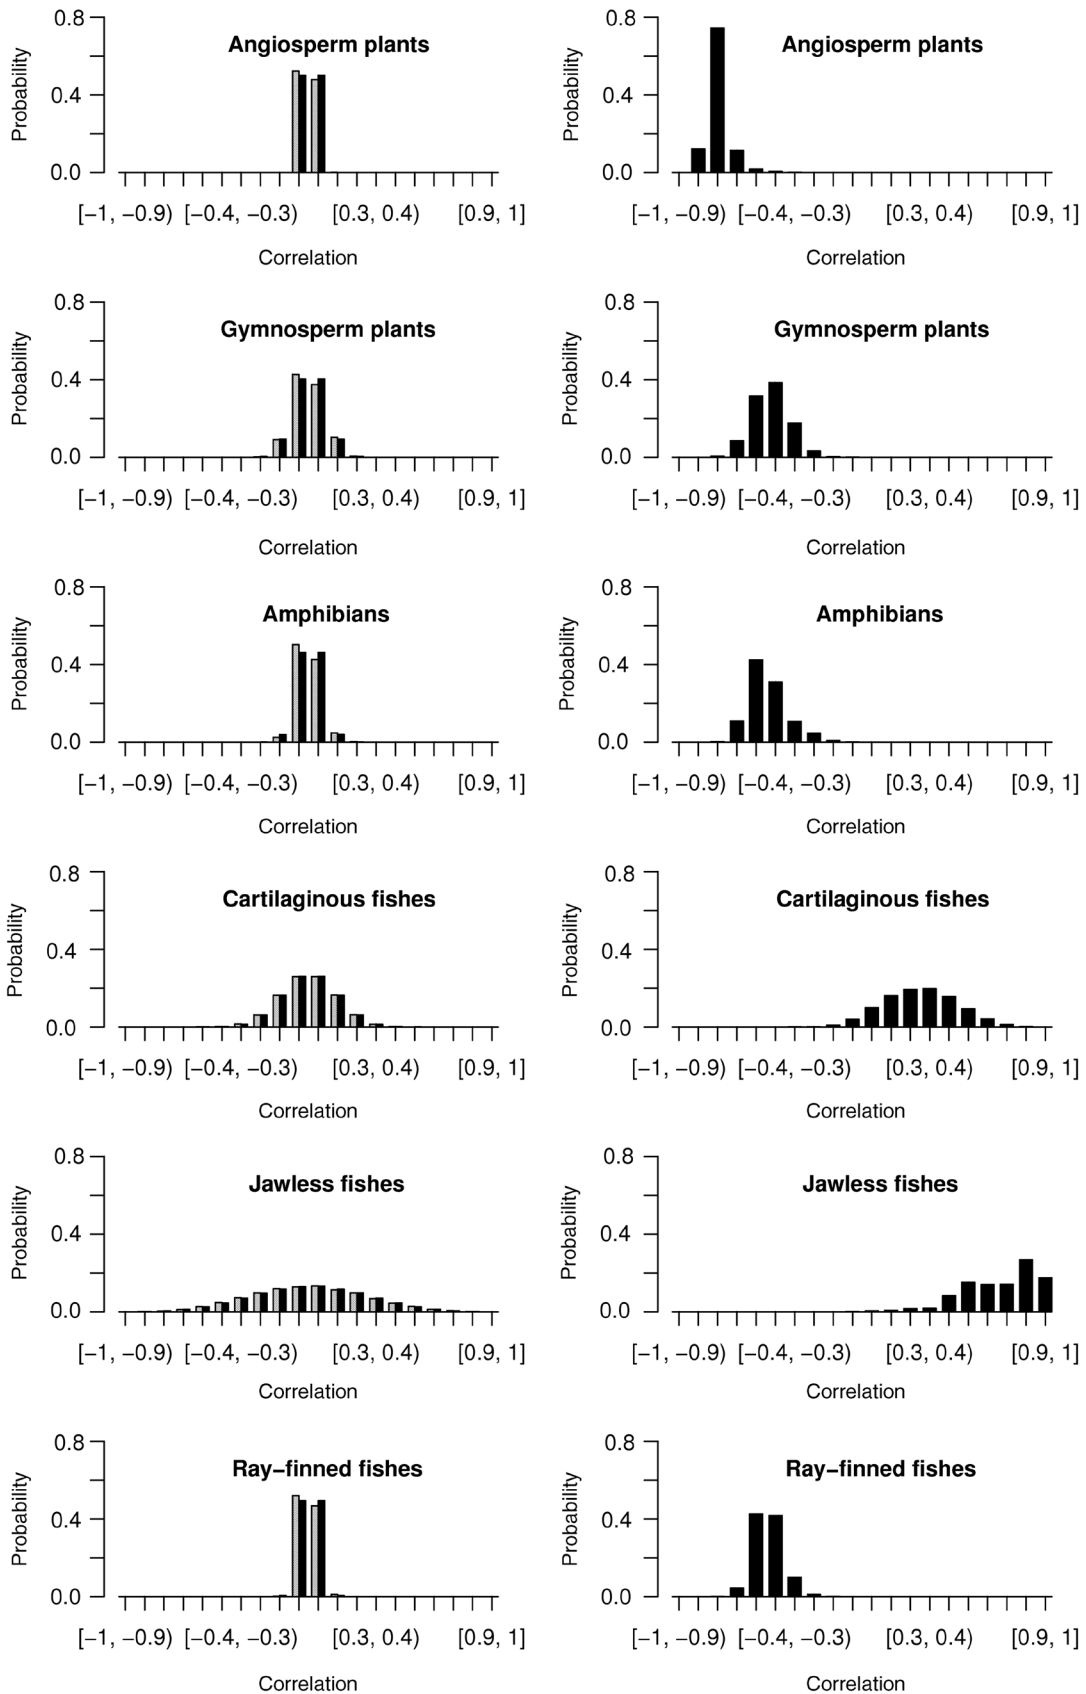 0.8
Angiosperm plants
Probability
0.4
0.0
[−1, −0.9) [−0.4, −0.3) [0.3, 0.4) [0.9, 1]
Correlation
0.8
Angiosperm plants
Probability
0.4
0.0
[−1, −0.9) [−0.4, −0.3) [0.3, 0.4) [0.9, 1]
Correlation
0.8
Gymnosperm plants
Probability
0.4
0.0
[−1, −0.9) [−0.4, −0.3) [0.3, 0.4) [0.9, 1]
Correlation
0.8
Gymnosperm plants
Probability
0.4
0.0
[−1, −0.9) [−0.4, −0.3) [0.3, 0.4) [0.9, 1]
Correlation
0.8
Amphibians
Probability
0.4
0.0
[−1, −0.9) [−0.4, −0.3) [0.3, 0.4) [0.9, 1]
Correlation
0.8
Amphibians
Probability
0.4
0.0
[−1, −0.9) [−0.4, −0.3) [0.3, 0.4) [0.9, 1]
Correlation
0.8
Cartilaginous fishes
Probability
0.4
0.0
[−1, −0.9) [−0.4, −0.3) [0.3, 0.4) [0.9, 1]
Correlation
0.8
Cartilaginous fishes
Probability
0.4
0.0
[−1, −0.9) [−0.4, −0.3) [0.3, 0.4) [0.9, 1]
Correlation
0.8
Jawless fishes
Probability
0.4
0.0
[−1, −0.9) [−0.4, −0.3) [0.3, 0.4) [0.9, 1]
Correlation
0.8
Jawless fishes
Probability
0.4
0.0
[−1, −0.9) [−0.4, −0.3) [0.3, 0.4) [0.9, 1]
Correlation
0.8
Ray−finned fishes
Probability
0.4
0.0
[−1, −0.9) [−0.4, −0.3) [0.3, 0.4) [0.9, 1]
Correlation
0.8
Ray−finned fishes
Probability
0.4
0.0
[−1, −0.9) [−0.4, −0.3) [0.3, 0.4) [0.9, 1]
Correlation